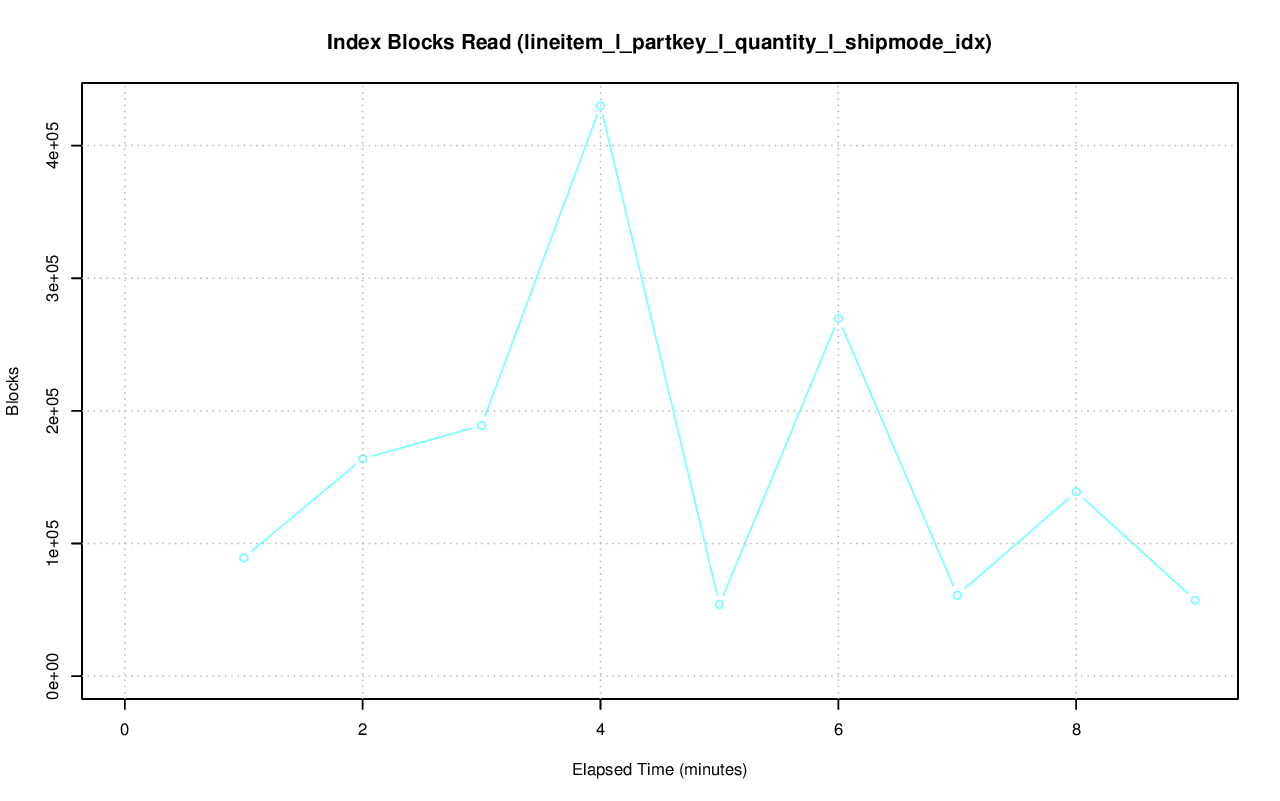 Index Blocks Read (lineitem_l_partkey_l_quantity_l_shipmode_idx)
Blocks
4e+05
3e+05
2e+05
1e+05
0e+00
0 2 4 6 8
Elapsed Time (minutes)